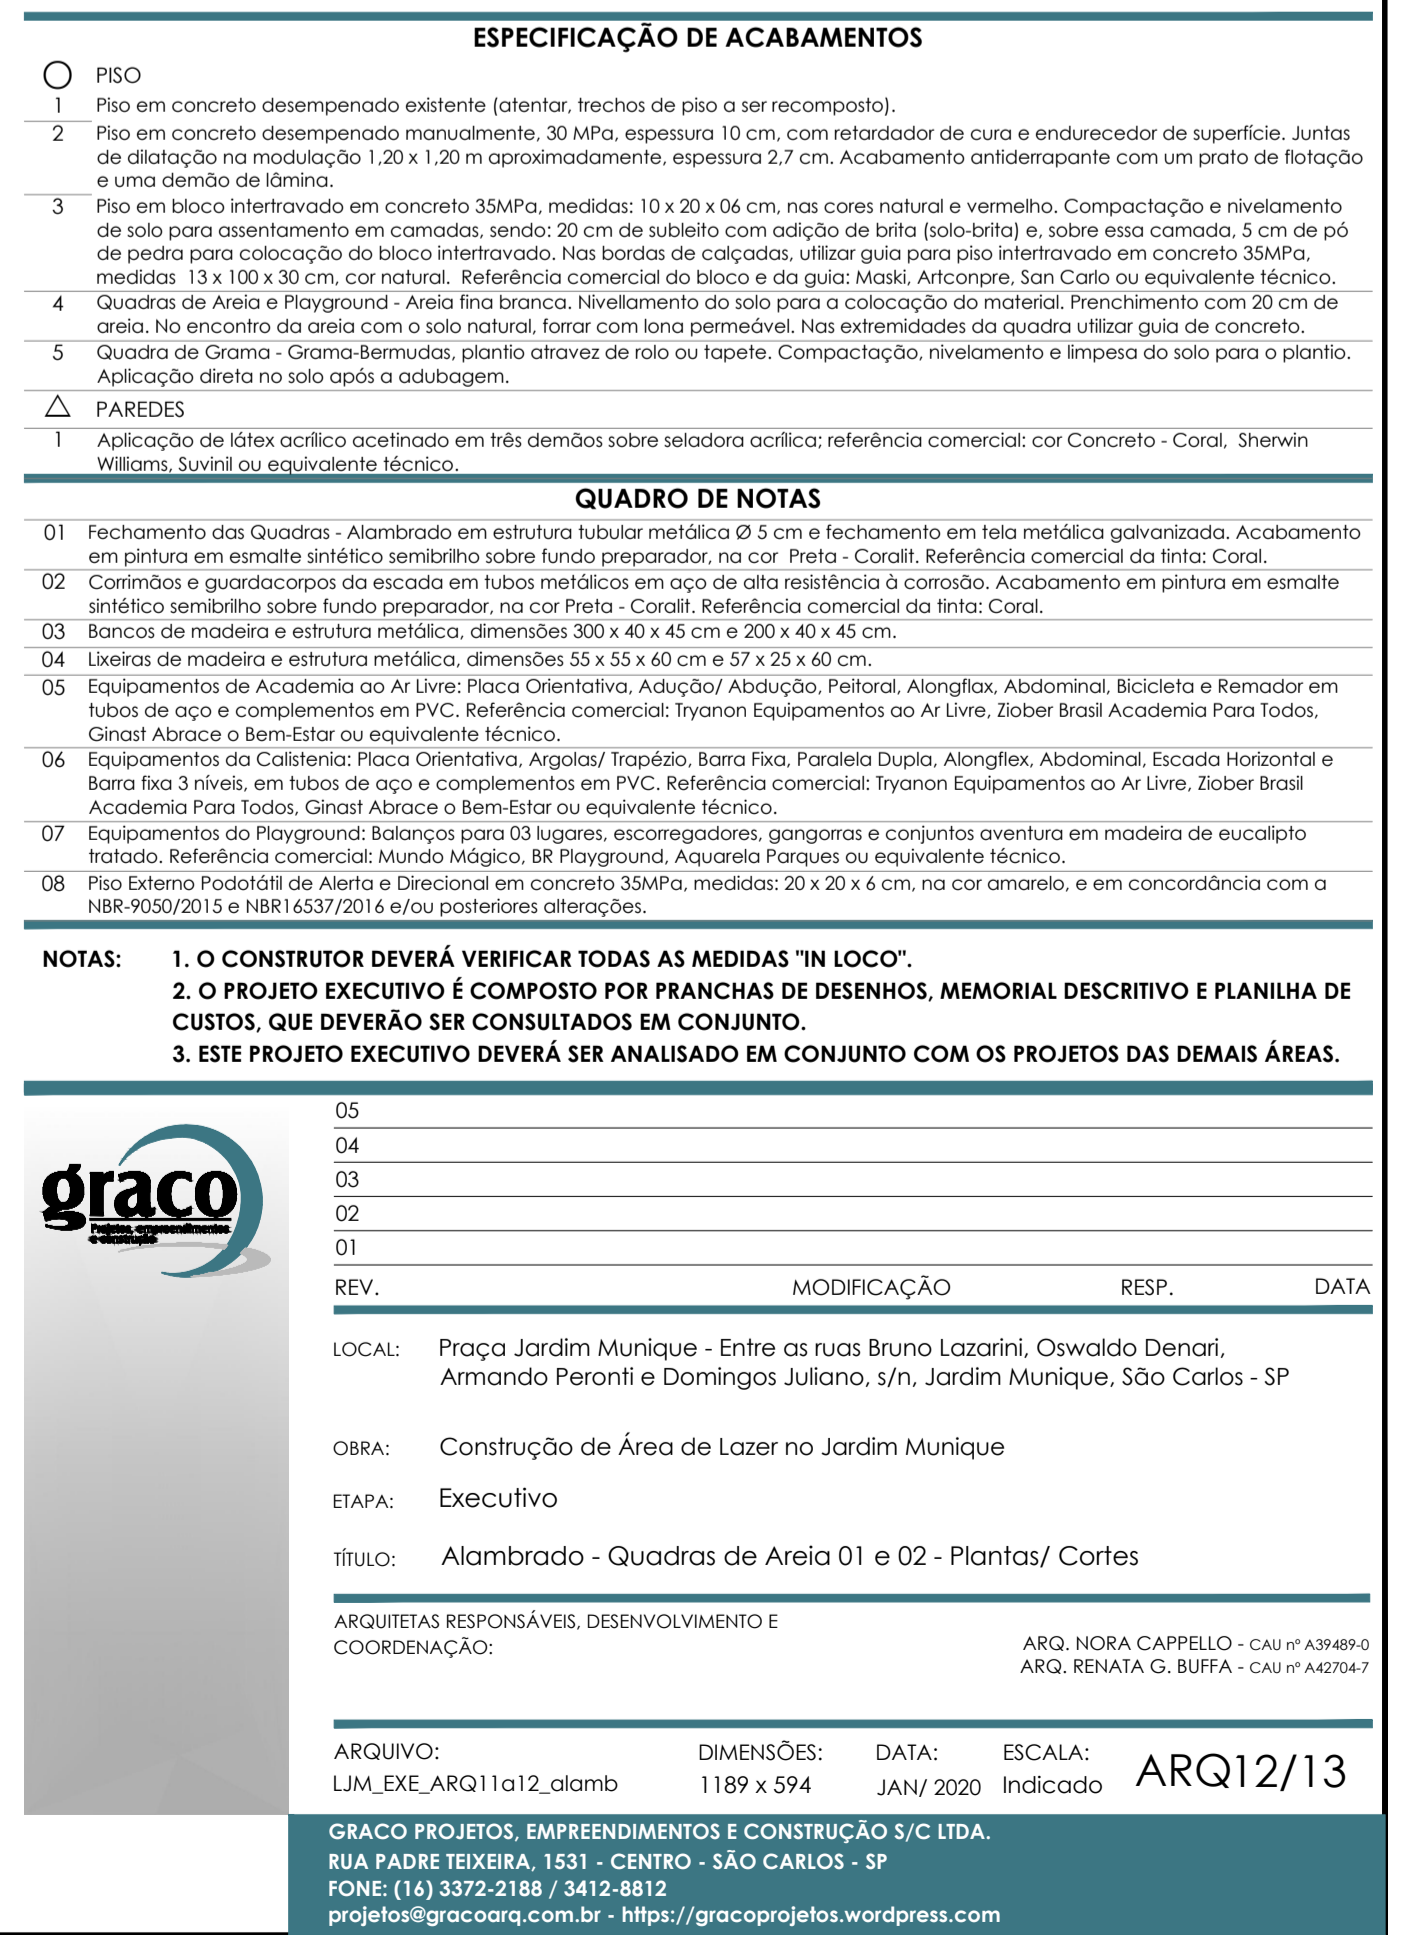 ESPECIFICAÇÃO DE ACABAMENTOS
PISO
1 Piso em concreto desempenado existente (atentar, trechos de piso a ser recomposto).
2 Piso em concreto desempenado manualmente, 30 MPa, espessura 10 cm, com retardador de cura e endurecedor de superfície. Juntas
de dilatação na modulação 1,20 x 1,20 m aproximadamente, espessura 2,7 cm. Acabamento antiderrapante com um prato de flotação
e uma demão de lâmina.
3 Piso em bloco intertravado em concreto 35MPa, medidas: 10 x 20 x 06 cm, nas cores natural e vermelho. Compactação e nivelamento
de solo para assentamento em camadas, sendo: 20 cm de subleito com adição de brita (solo-brita) e, sobre essa camada, 5 cm de pó
de pedra para colocação do bloco intertravado. Nas bordas de calçadas, utilizar guia para piso intertravado em concreto 35MPa,
medidas 13 x 100 x 30 cm, cor natural. Referência comercial do bloco e da guia: Maski, Artconpre, San Carlo ou equivalente técnico.
4 Quadras de Areia e Playground - Areia fina branca. Nivellamento do solo para a colocação do material. Prenchimento com 20 cm de
areia. No encontro da areia com o solo natural, forrar com lona permeável. Nas extremidades da quadra utilizar guia de concreto.
5 Quadra de Grama - Grama-Bermudas, plantio atravez de rolo ou tapete. Compactação, nivelamento e limpesa do solo para o plantio.
Aplicação direta no solo após a adubagem.
PAREDES
1 Aplicação de látex acrílico acetinado em três demãos sobre seladora acrílica; referência comercial: cor Concreto - Coral, Sherwin
Williams, Suvinil ou equivalente técnico.
QUADRO DE NOTAS
01 Fechamento das Quadras - Alambrado em estrutura tubular metálica Ø 5 cm e fechamento em tela metálica galvanizada. Acabamento
em pintura em esmalte sintético semibrilho sobre fundo preparador, na cor Preta - Coralit. Referência comercial da tinta: Coral.
02 Corrimãos e guardacorpos da escada em tubos metálicos em aço de alta resistência à corrosão. Acabamento em pintura em esmalte
sintético semibrilho sobre fundo preparador, na cor Preta - Coralit. Referência comercial da tinta: Coral.
03 Bancos de madeira e estrutura metálica, dimensões 300 x 40 x 45 cm e 200 x 40 x 45 cm.
04 Lixeiras de madeira e estrutura metálica, dimensões 55 x 55 x 60 cm e 57 x 25 x 60 cm.
05 Equipamentos de Academia ao Ar Livre: Placa Orientativa, Adução/ Abdução, Peitoral, Alongflax, Abdominal, Bicicleta e Remador em
tubos de aço e complementos em PVC. Referência comercial: Tryanon Equipamentos ao Ar Livre, Ziober Brasil Academia Para Todos,
Ginast Abrace o Bem-Estar ou equivalente técnico.
06 Equipamentos da Calistenia: Placa Orientativa, Argolas/ Trapézio, Barra Fixa, Paralela Dupla, Alongflex, Abdominal, Escada Horizontal e
Barra fixa 3 níveis, em tubos de aço e complementos em PVC. Referência comercial: Tryanon Equipamentos ao Ar Livre, Ziober Brasil
Academia Para Todos, Ginast Abrace o Bem-Estar ou equivalente técnico.
07 Equipamentos do Playground: Balanços para 03 lugares, escorregadores, gangorras e conjuntos aventura em madeira de eucalipto
tratado. Referência comercial: Mundo Mágico, BR Playground, Aquarela Parques ou equivalente técnico.
08 Piso Externo Podotátil de Alerta e Direcional em concreto 35MPa, medidas: 20 x 20 x 6 cm, na cor amarelo, e em concordância com a
NBR-9050/2015 e NBR16537/2016 e/ou posteriores alterações.
NOTAS: 1. O CONSTRUTOR DEVERÁ VERIFICAR TODAS AS MEDIDAS "IN LOCO".
2. O PROJETO EXECUTIVO É COMPOSTO POR PRANCHAS DE DESENHOS, MEMORIAL DESCRITIVO E PLANILHA DE
CUSTOS, QUE DEVERÃO SER CONSULTADOS EM CONJUNTO.
3. ESTE PROJETO EXECUTIVO DEVERÁ SER ANALISADO EM CONJUNTO COM OS PROJETOS DAS DEMAIS ÁREAS.
graco
Projetos, empreendimentos
e construção
05
04
03
02
01
REV. MODIFICAÇÃO RESP. DATA
LOCAL: Praça Jardim Munique - Entre as ruas Bruno Lazarini, Oswaldo Denari,
Armando Peronti e Domingos Juliano, s/n, Jardim Munique, São Carlos - SP
OBRA: Construção de Área de Lazer no Jardim Munique
ETAPA: Executivo
TÍTULO: Alambrado - Quadras de Areia 01 e 02 - Plantas/ Cortes
ARQUITETAS RESPONSÁVEIS, DESENVOLVIMENTO E
COORDENAÇÃO:
ARQ. NORA CAPPELLO - CAU nº A39489-0
ARQ. RENATA G. BUFFA - CAU nº A42704-7
ARQUIVO: DIMENSÕES: DATA: ESCALA:
LJM_EXE_ARQ11a12_alamb 1189 x 594 JAN/ 2020 Indicado ARQ12/13
GRACO PROJETOS, EMPREENDIMENTOS E CONSTRUÇÃO S/C LTDA.
RUA PADRE TEIXEIRA, 1531 - CENTRO - SÃO CARLOS - SP
FONE: (16) 3372-2188 / 3412-8812
projetos@gracoarq.com.br - https://gracoprojetos.wordpress.com